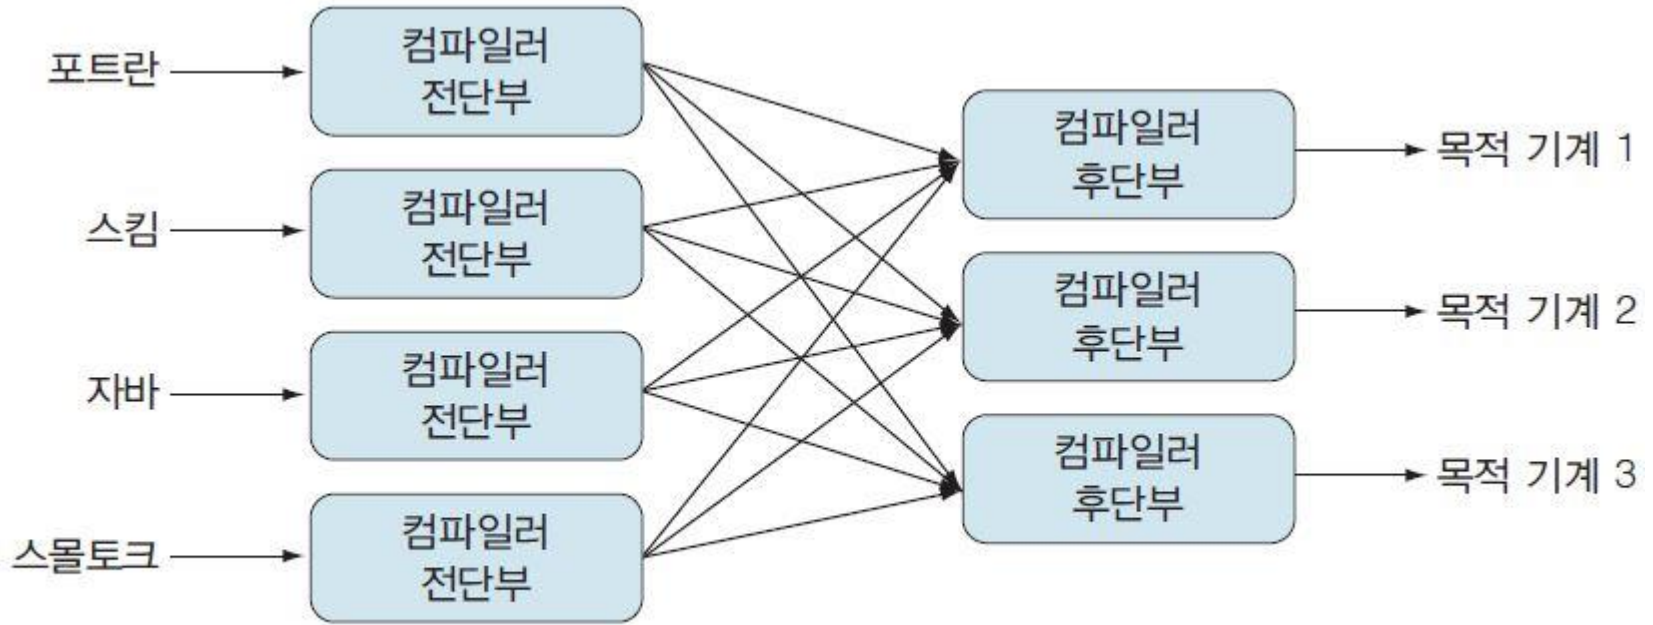 포트란
컴파일러
전단부
스킴
컴파일러
전단부
자바
컴파일러
전단부
스몰토크
컴파일러
전단부
컴파일러
후단부
목적 기계 1
컴파일러
후단부
목적 기계 2
컴파일러
후단부
목적 기계 3